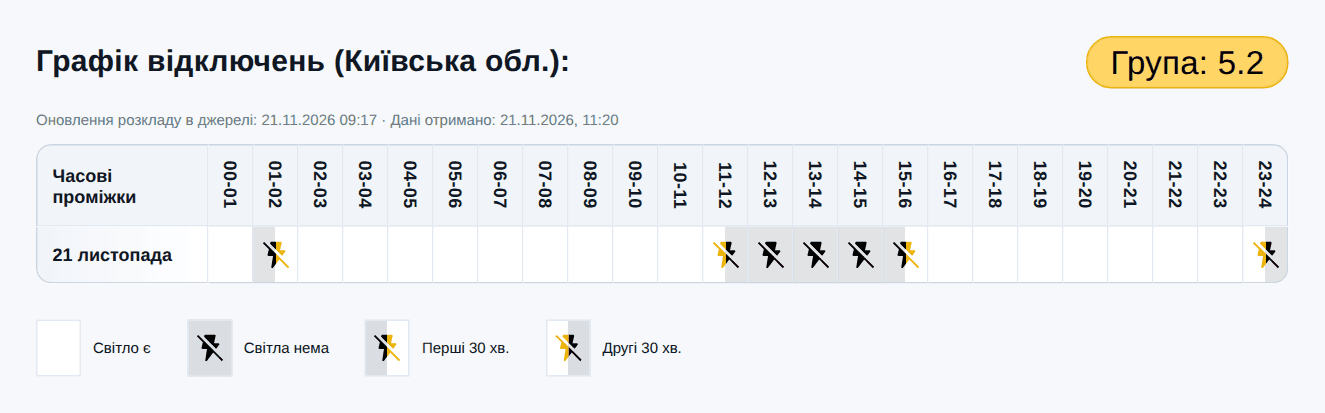 Графік відключень (Київська обл.):
Група: 5.2
Оновлення розкладу в джерелі: 21.11.2026 09:17 · Дані отримано: 21.11.2026, 11:20
Часові
проміжки
00-01
01-02
02-03
03-04
04-05
05-06
06-07
07-08
08-09
09-10
10-11
11-12
12-13
13-14
14-15
15-16
16-17
17-18
18-19
19-20
20-21
21-22
22-23
23-24
21 листопада
Світло є
Світла нема
Перші 30 хв.
Другі 30 хв.